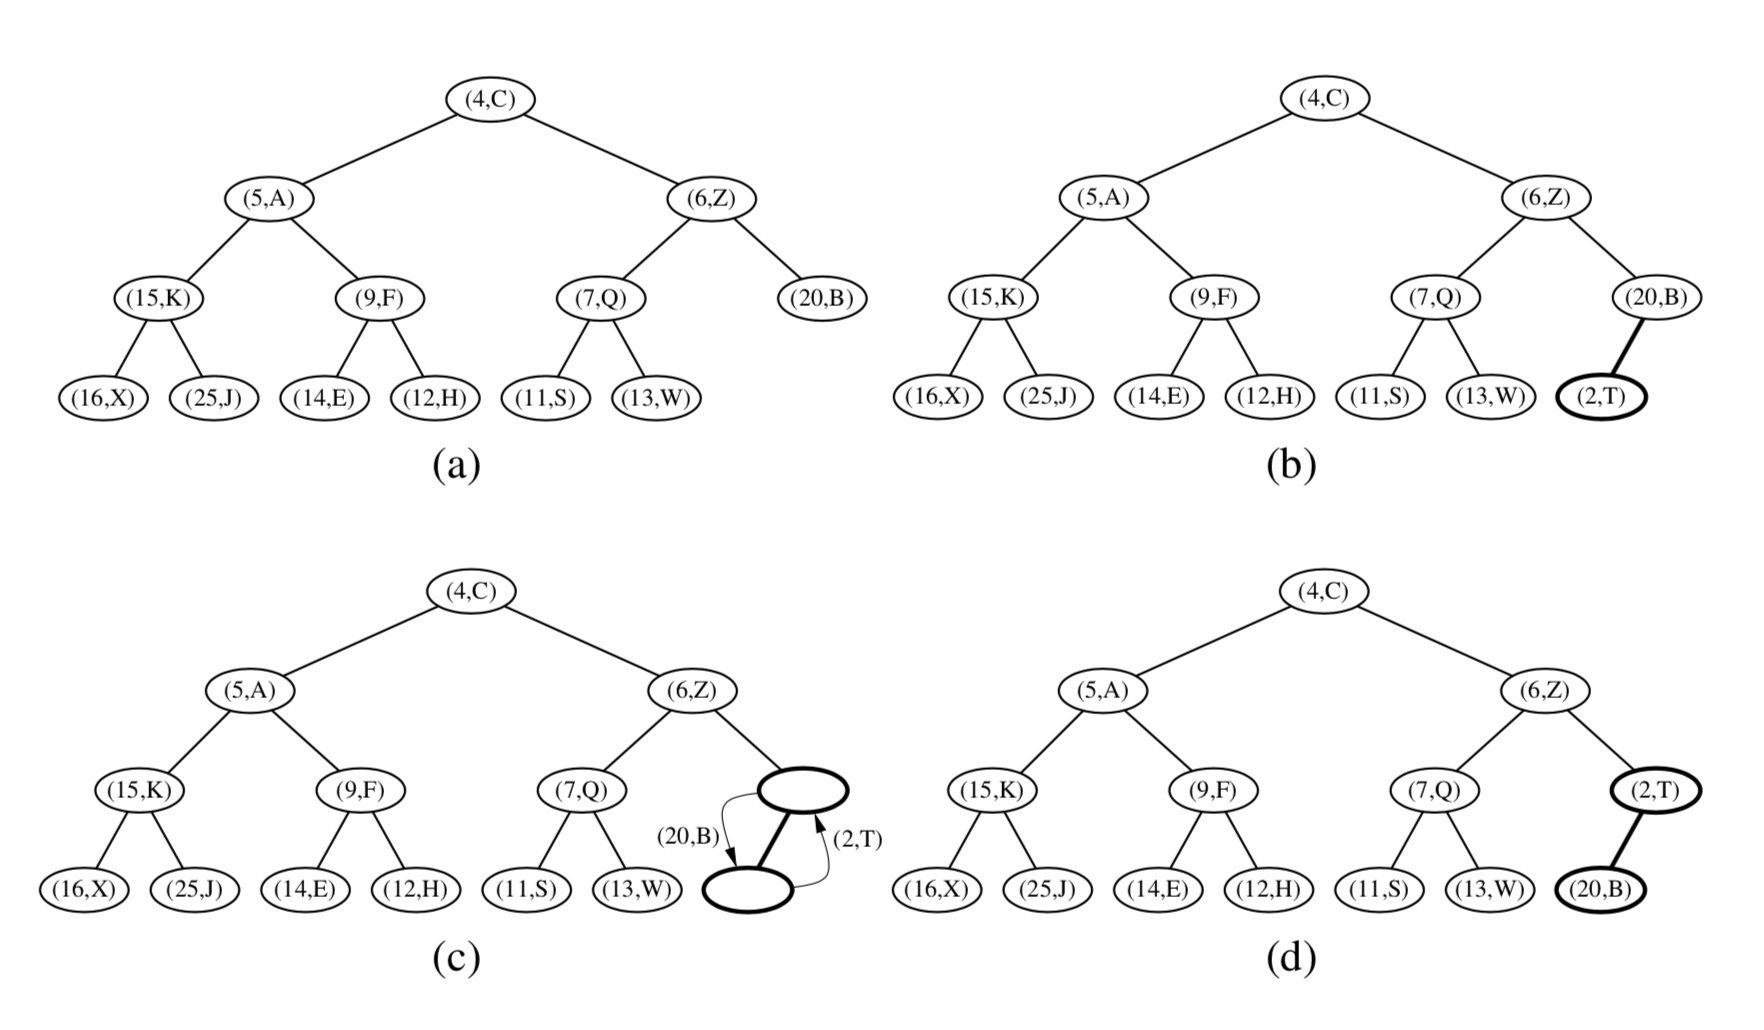 (4,C)
(5,A) (6,Z)
(15,K) (9,F) (7,Q) (20,B)
(16,X) (25,J) (14,E) (12,H) (11,S) (13,W)
(a)
(4,C)
(5,A) (6,Z)
(15,K) (9,F) (7,Q) (20,B)
(16,X) (25,J) (14,E) (12,H) (11,S) (13,W) (2,T)
(b)
(4,C)
(5,A) (6,Z)
(15,K) (9,F) (7,Q)
(20,B) (2,T)
(16,X) (25,J) (14,E) (12,H) (11,S) (13,W)
(c)
(4,C)
(5,A) (6,Z)
(15,K) (9,F) (7,Q) (2,T)
(16,X) (25,J) (14,E) (12,H) (11,S) (13,W) (20,B)
(d)